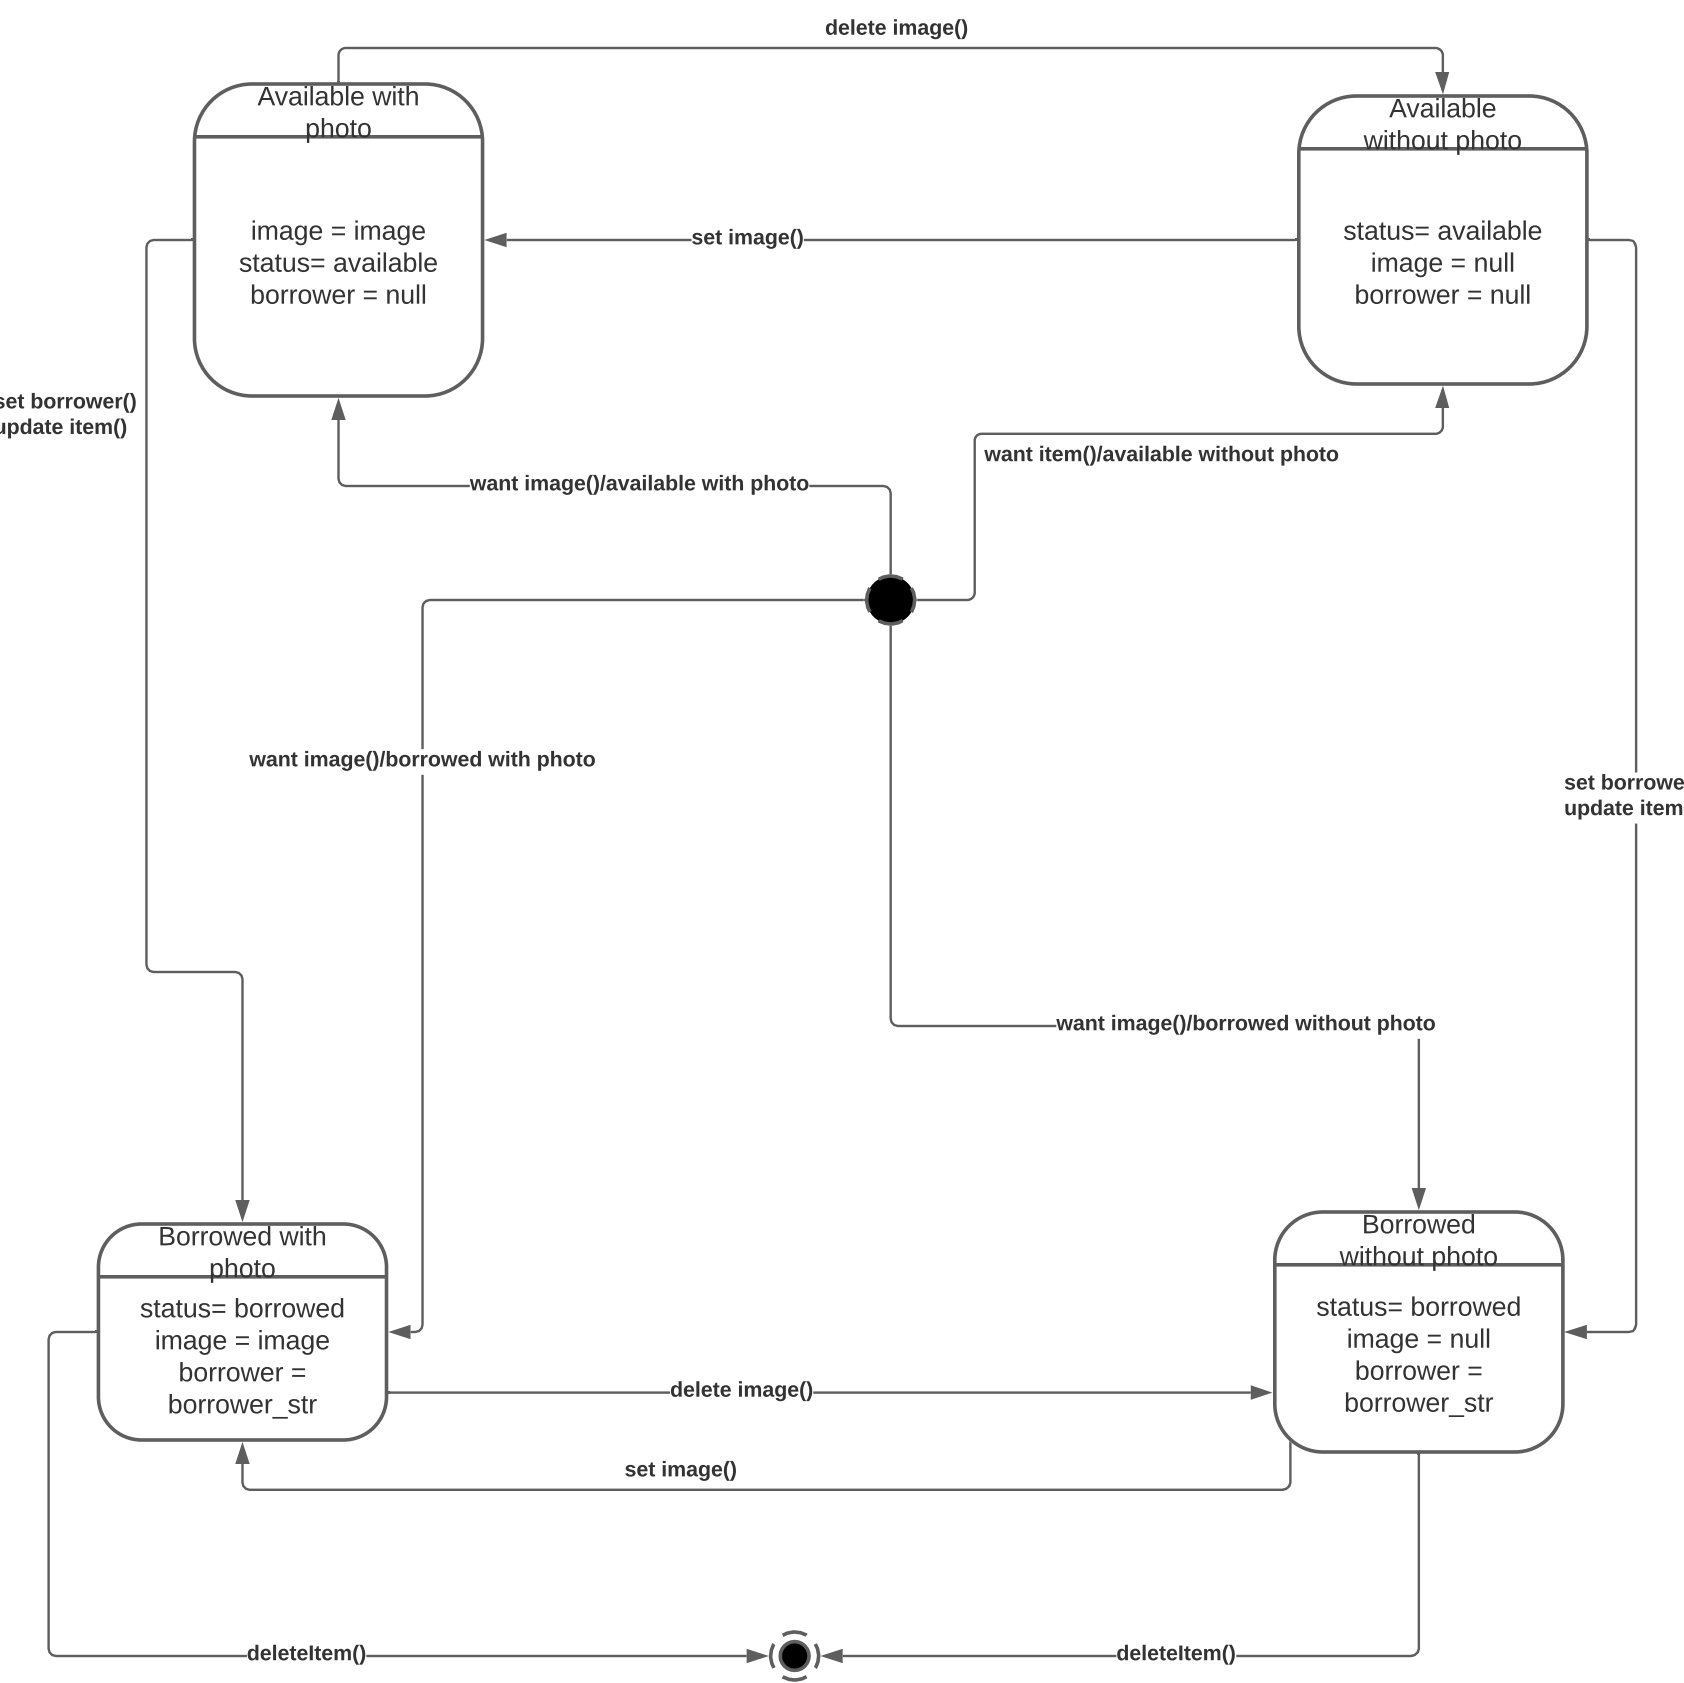 delete image()
Available with
photo
image = image
status= available
borrower = null
Available
without photo
status= available
image = null
borrower = null
set image()
set borrower()
update item()
want image()/available with photo
want item()/available without photo
want image()/borrowed with photo
set borrowe
update item
want image()/borrowed without photo
Borrowed with
photo
status= borrowed
image = image
borrower =
borrower_str
Borrowed
without photo
status= borrowed
image = null
borrower =
borrower_str
delete image()
set image()
deleteItem()
deleteItem()